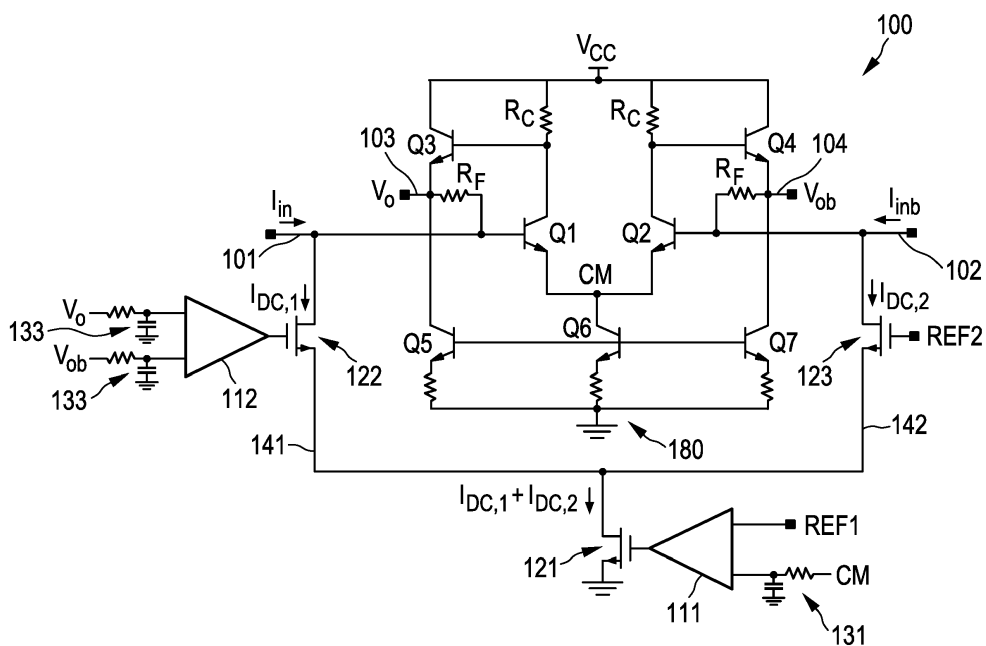 100
V_CC
R_C R_C
Q3 Q4
103 104
V_o R_F R_F V_ob
I_in I_inb
101 Q1 Q2 102
CM
I_DC,1 I_DC,2
V_o
133 Q5 Q6 Q7 REF2
V_ob 122 123
133 112
141 180 142
I_DC,1 + I_DC,2
REF1
121
CM
111
131